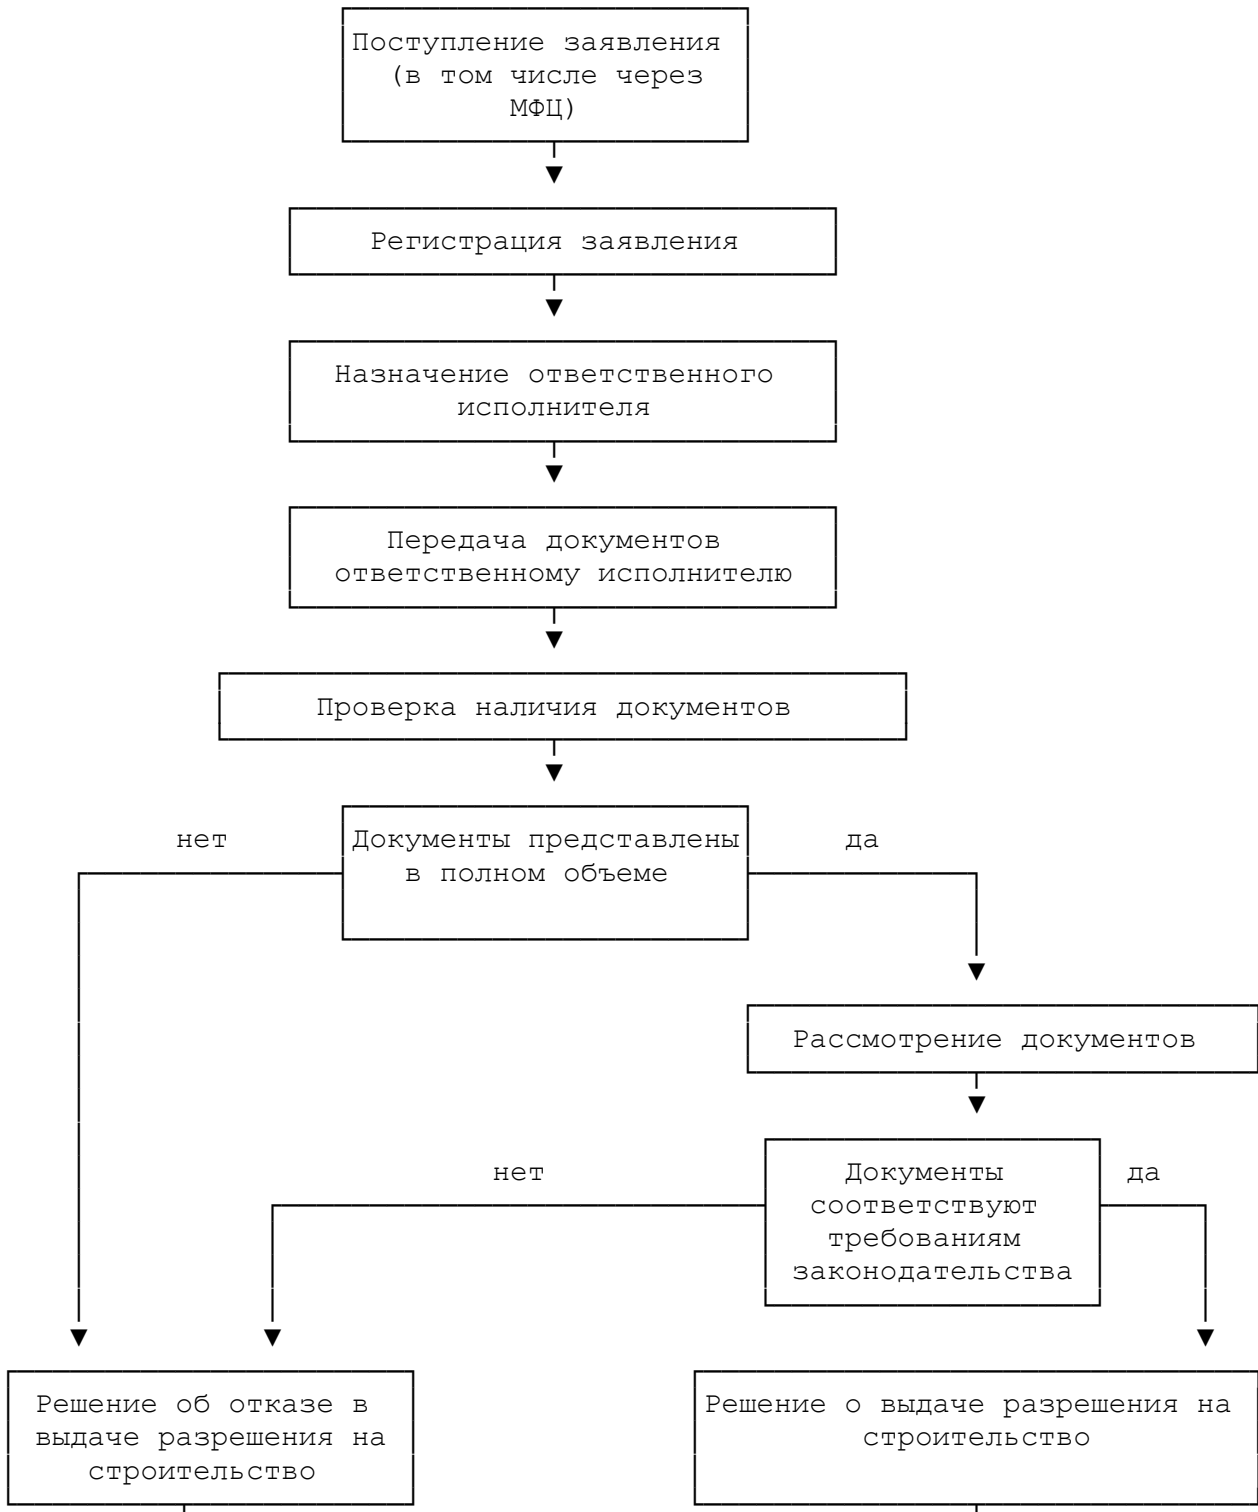 Поступление заявления
(в том числе через
МФЦ)
Регистрация заявления
Назначение ответственного
исполнителя
Передача документов
ответственному исполнителю
Проверка наличия документов
нет
Документы представлены
в полном объеме
да
Рассмотрение документов
нет
Документы
соответствуют
требованиям
законодательства
да
Решение об отказе в
выдаче разрешения на
строительство
Решение о выдаче разрешения на
строительство